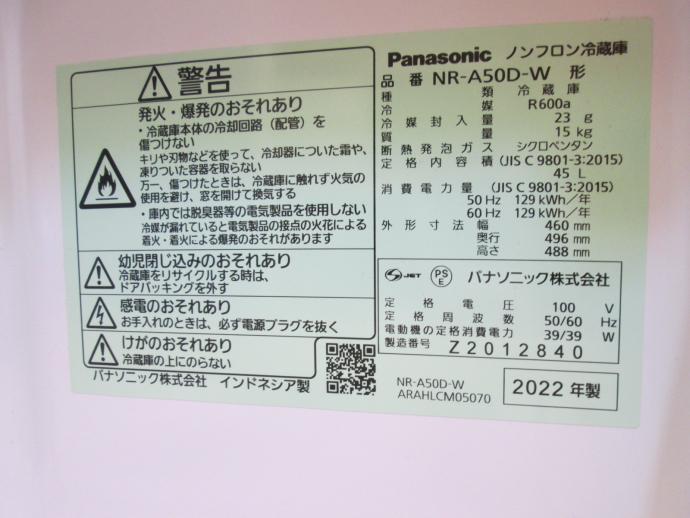 警告
発火・爆発のおそれあり
・冷蔵庫本体の冷却回路（配管）を
傷つけない
キリや刃物などを使って、冷却器についた霜や、
凍りついた容器を取らない
万一、傷つけたときは、冷蔵庫に触れず火気の
使用を避け、窓を開けて換気する
・庫内では脱臭器等の電気製品を使用しない
冷媒が漏れていると電気製品の接点の火花による
着火・着火による爆発のおそれがあります
幼児閉じ込めのおそれあり
冷蔵庫をリサイクルする時は、
ドアパッキングを外す
感電のおそれあり
お手入れのときは、必ず電源プラグを抜く
けがのおそれあり
冷蔵庫の上にのらない
パナソニック株式会社 インドネシア製
Panasonic ノンフロン冷蔵庫
品番 NR-A50D-W 形
種類 冷蔵庫
冷媒 R600a
冷媒封入量 23 g
質量 15 kg
断熱発泡ガス シクロペンタン
定格内容積 (JIS C 9801-3:2015)
45 L
消費電力量 (JIS C 9801-3:2015)
50 Hz 129 kWh／年
60 Hz 129 kWh／年
外形寸法 幅 460 mm
奥行 496 mm
高さ 488 mm
JET PS E パナソニック株式会社
定格電圧 100 V
定格周波数 50/60 Hz
電動機の定格消費電力 39/39 W
製造番号 Z2012840
NR-A50D-W
ARAHLCM05070
2022 年製